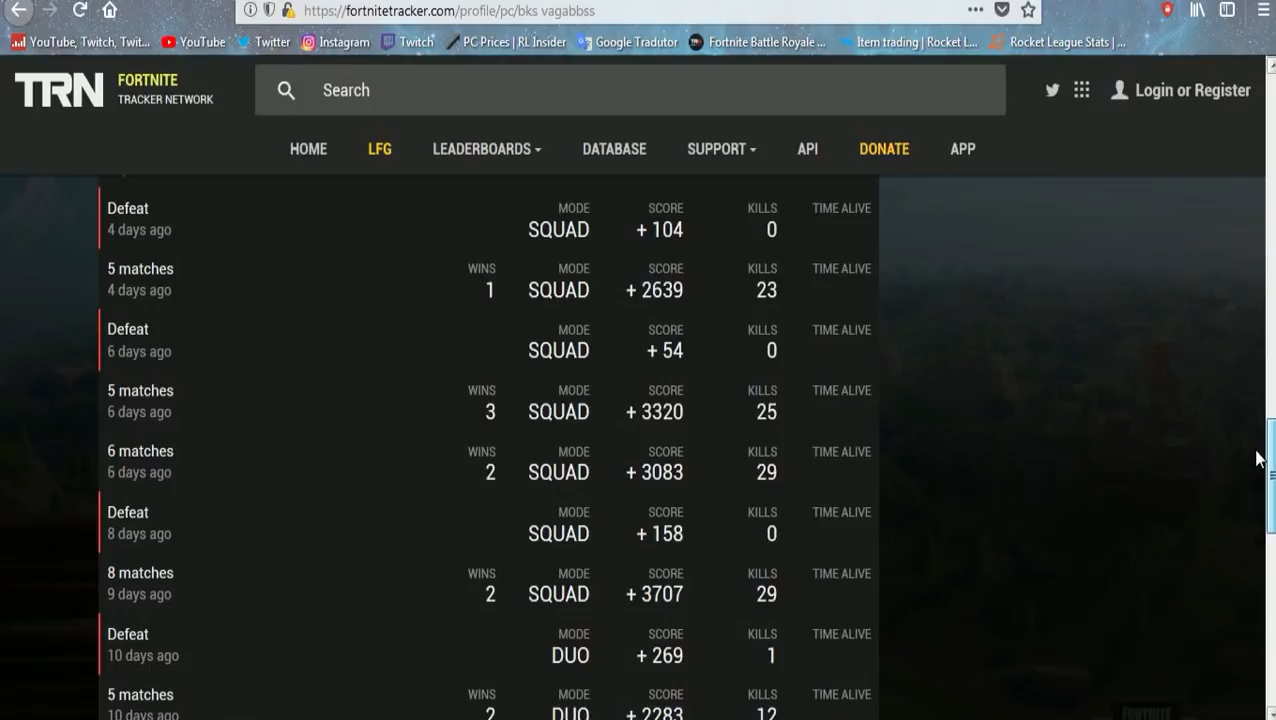 https://fortnitetracker.com/profile/pc/bks vagabbss
YouTube, Twitch, Twit... YouTube Twitter Instagram Twitch PC Prices | RL Insider Google Tradutor Fortnite Battle Royale ... Item trading | Rocket L... Rocket League Stats | ...
TRN FORTNITE TRACKER NETWORK
Search
Login or Register
HOME LFG LEADERBOARDS DATABASE SUPPORT API DONATE APP
Defeat MODE SCORE KILLS TIME ALIVE
4 days ago SQUAD + 104 0
5 matches WINS MODE SCORE KILLS TIME ALIVE
4 days ago 1 SQUAD + 2639 23
Defeat MODE SCORE KILLS TIME ALIVE
6 days ago SQUAD + 54 0
5 matches WINS MODE SCORE KILLS TIME ALIVE
6 days ago 3 SQUAD + 3320 25
6 matches WINS MODE SCORE KILLS TIME ALIVE
6 days ago 2 SQUAD + 3083 29
Defeat MODE SCORE KILLS TIME ALIVE
8 days ago SQUAD + 158 0
8 matches WINS MODE SCORE KILLS TIME ALIVE
9 days ago 2 SQUAD + 3707 29
Defeat MODE SCORE KILLS TIME ALIVE
10 days ago DUO + 269 1
5 matches WINS MODE SCORE KILLS TIME ALIVE
10 days ago 2 DUO + 2283 12
FORTNITE